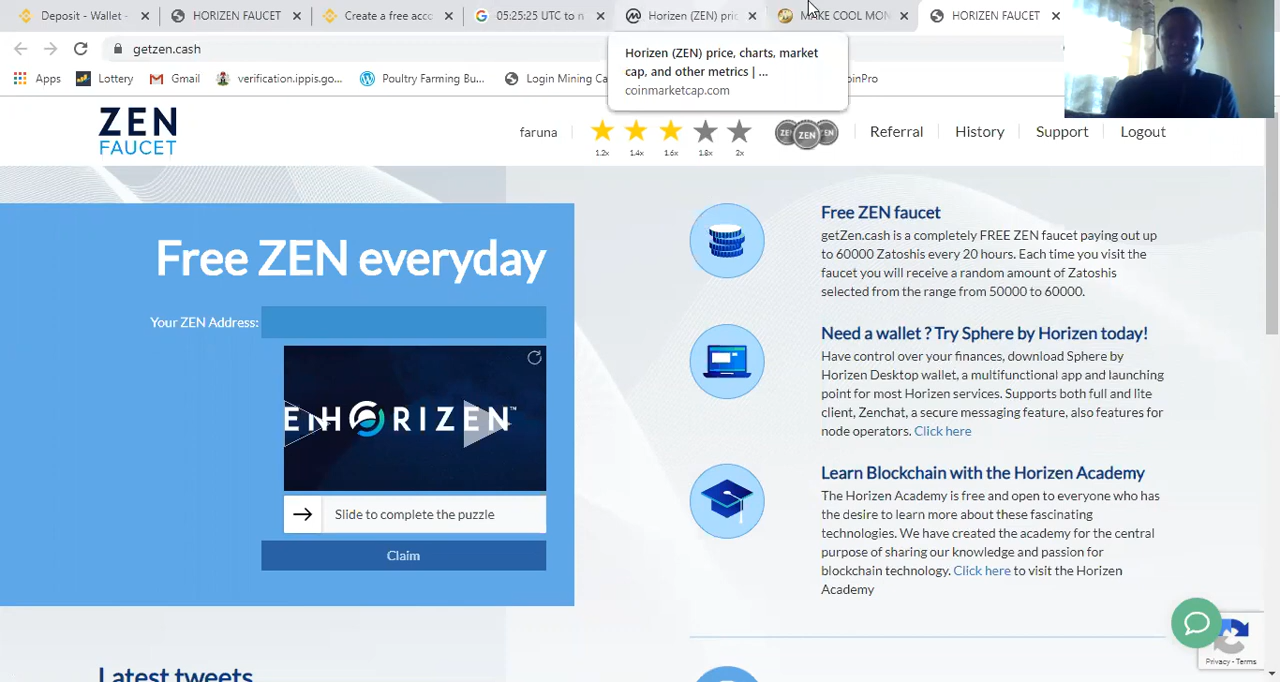 Deposit - Wallet -
HORIZEN FAUCET
Create a free acco
05:25:25 UTC to n
Horizen (ZEN) pric
MAKE COOL MON
HORIZEN FAUCET
getzen.cash
Apps
Lottery
Gmail
verification.ippis.go...
Poultry Farming Bu...
Login Mining Ca
oinPro
Horizen (ZEN) price, charts, market
cap, and other metrics | ...
coinmarketcap.com
ZEN
FAUCET
faruna
1.2x
1.4x
1.6x
1.8x
2x
ZEN
Referral
History
Support
Logout
Free ZEN everyday
Your ZEN Address:
HORIZEN™
Slide to complete the puzzle
Claim
Free ZEN faucet
getZen.cash is a completely FREE ZEN faucet paying out up
to 60000 Zatoshis every 20 hours. Each time you visit the
faucet you will receive a random amount of Zatoshis
selected from the range from 50000 to 60000.
Need a wallet ? Try Sphere by Horizen today!
Have control over your finances, download Sphere by
Horizen Desktop wallet, a multifunctional app and launching
point for most Horizen services. Supports both full and lite
client, Zenchat, a secure messaging feature, also features for
node operators. Click here
Learn Blockchain with the Horizen Academy
The Horizen Academy is free and open to everyone who has
the desire to learn more about these fascinating
technologies. We have created the academy for the central
purpose of sharing our knowledge and passion for
blockchain technology. Click here to visit the Horizen
Academy
Latest tweets
Privacy - Terms